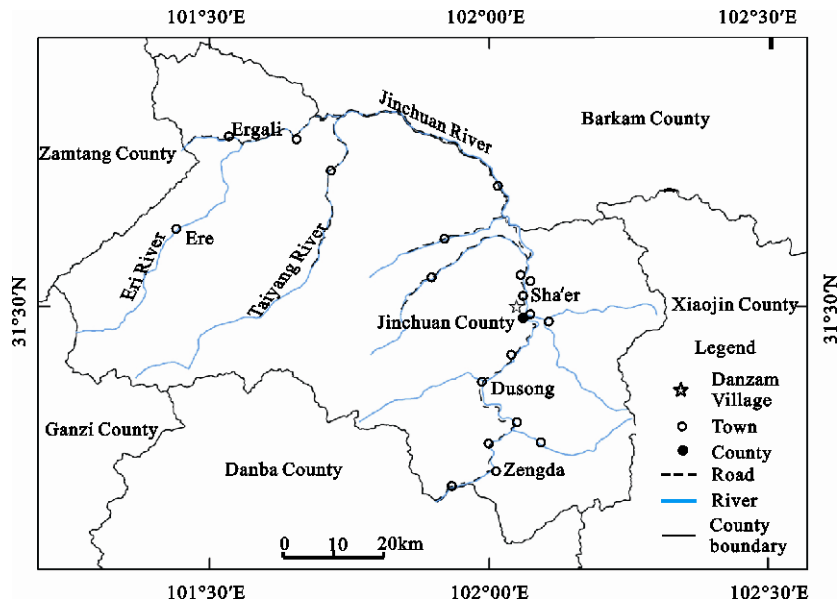 101°30′E 102°00′E 102°30′E
Jinchuan River
Barkam County
Ergali
Zamtang County
Ere
Eri River
Taiyang River
31°30′N
31°30′N
Sha'er
Xiaojin County
Jinchuan County
Legend
Danzam
Village
Town
County
Road
River
County
boundary
Dusong
Ganzi County
Danba County
Zengda
0 10 20km
101°30′E 102°00′E 102°30′E